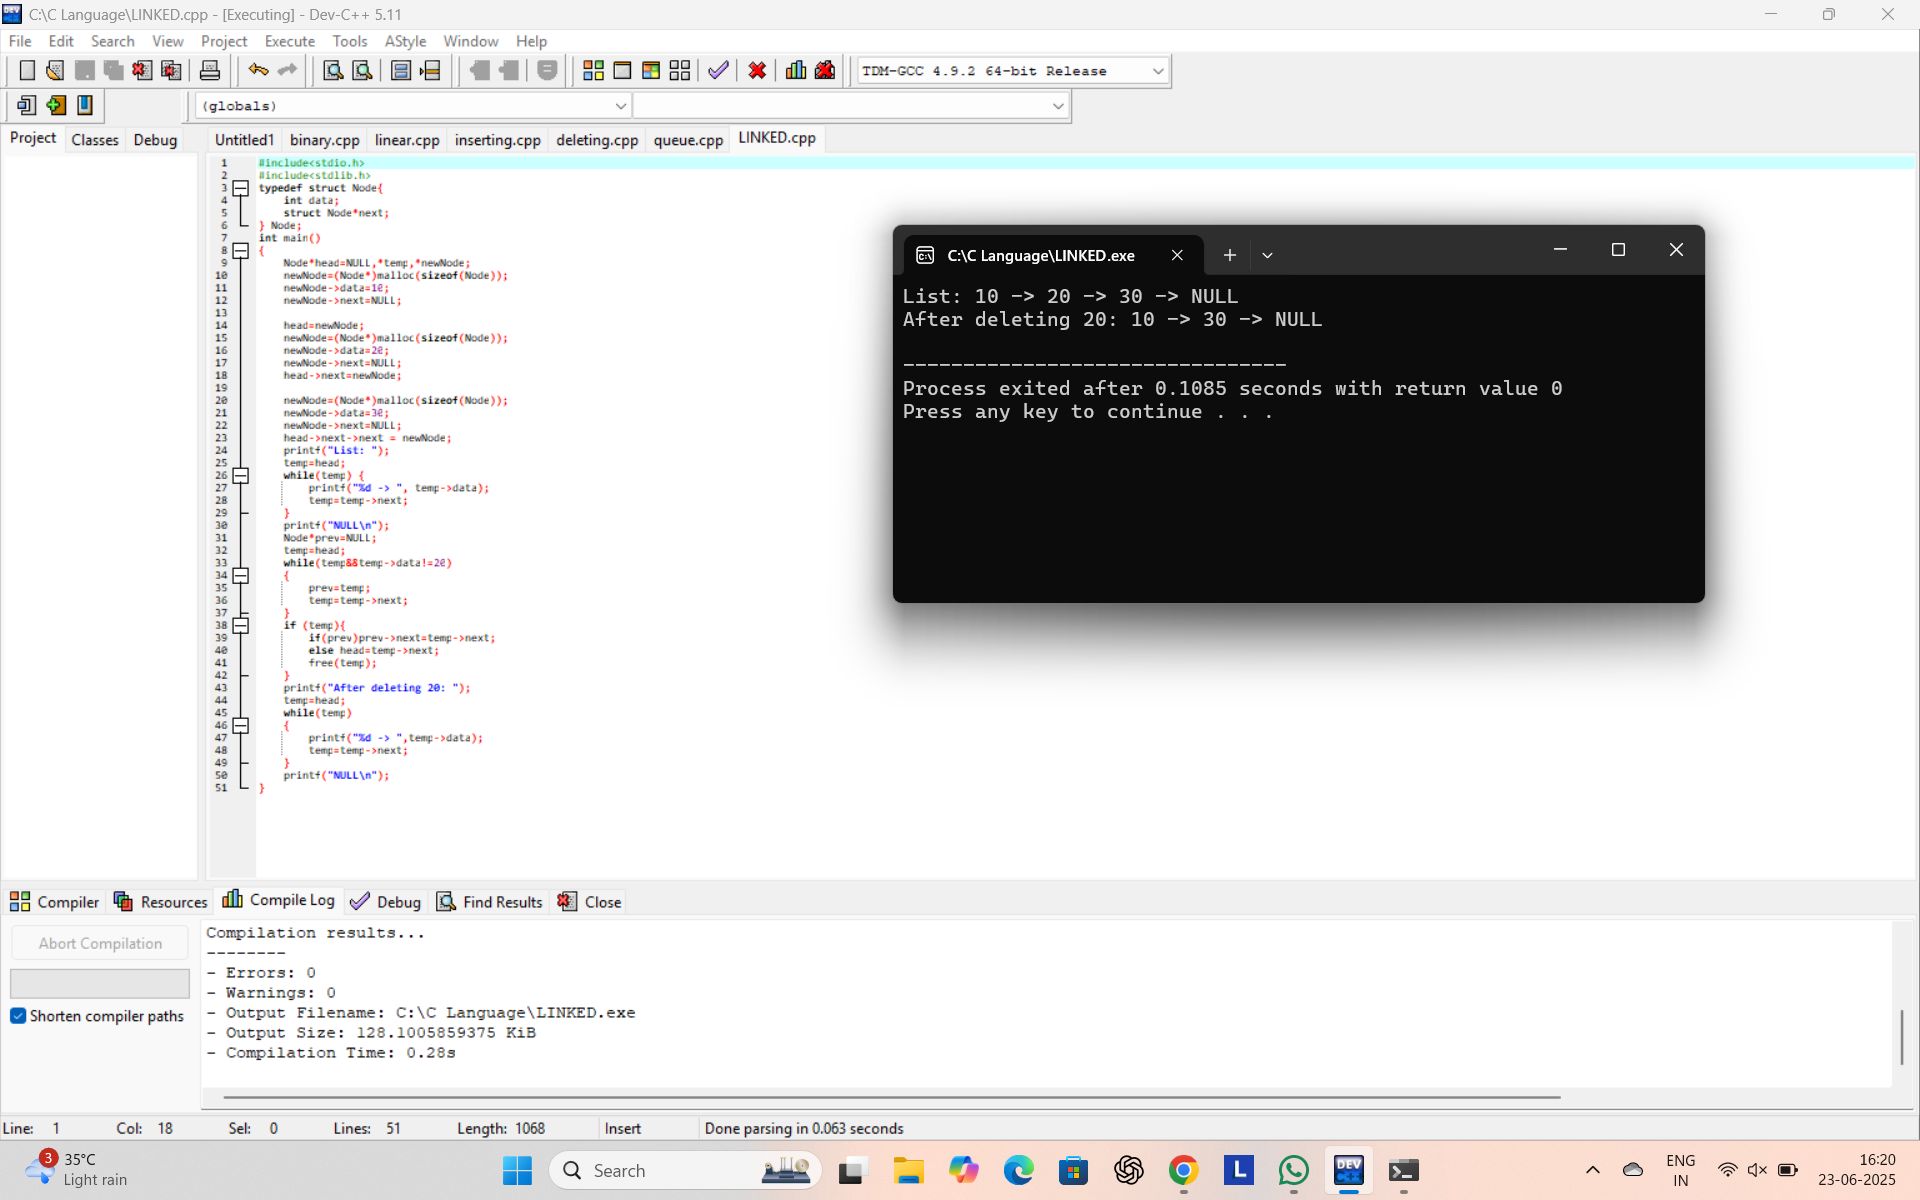 C:\C Language\LINKED.cpp - [Executing] - Dev-C++ 5.11
File Edit Search View Project Execute Tools AStyle Window Help
TDM-GCC 4.9.2 64-bit Release
(globals)
Project Classes Debug
Untitled1 binary.cpp linear.cpp inserting.cpp deleting.cpp queue.cpp LINKED.cpp
1 #include<stdio.h>
2 #include<stdlib.h>
3 typedef struct Node{
4 int data;
5 struct Node*next;
6 } Node;
7 int main()
8 {
9 Node*head=NULL,*temp,*newNode;
10 newNode=(Node*)malloc(sizeof(Node));
11 newNode->data=10;
12 newNode->next=NULL;
13
14 head=newNode;
15 newNode=(Node*)malloc(sizeof(Node));
16 newNode->data=20;
17 newNode->next=NULL;
18 head->next=newNode;
19
20 newNode=(Node*)malloc(sizeof(Node));
21 newNode->data=30;
22 newNode->next=NULL;
23 head->next->next = newNode;
24 printf("List: ");
25 temp=head;
26 while(temp) {
27 printf("%d -> ", temp->data);
28 temp=temp->next;
29 }
30 printf("NULL\n");
31 Node*prev=NULL;
32 temp=head;
33 while(temp&&temp->data!=20)
34 {
35 prev=temp;
36 temp=temp->next;
37 }
38 if (temp){
39 if(prev)prev->next=temp->next;
40 else head=temp->next;
41 free(temp);
42 }
43 printf("After deleting 20: ");
44 temp=head;
45 while(temp)
46 {
47 printf("%d -> ",temp->data);
48 temp=temp->next;
49 }
50 printf("NULL\n");
51 }
C:\C Language\LINKED.exe
List: 10 -> 20 -> 30 -> NULL
After deleting 20: 10 -> 30 -> NULL
--------------------------------
Process exited after 0.1085 seconds with return value 0
Press any key to continue . . .
Compiler Resources Compile Log Debug Find Results Close
Abort Compilation
Shorten compiler paths
Compilation results...
--------
- Errors: 0
- Warnings: 0
- Output Filename: C:\C Language\LINKED.exe
- Output Size: 128.1005859375 KiB
- Compilation Time: 0.28s
Line: 1 Col: 18 Sel: 0 Lines: 51 Length: 1068 Insert Done parsing in 0.063 seconds
3
35°C
Light rain
Search
L
DEV C++
ENG
IN
16:20
23-06-2025